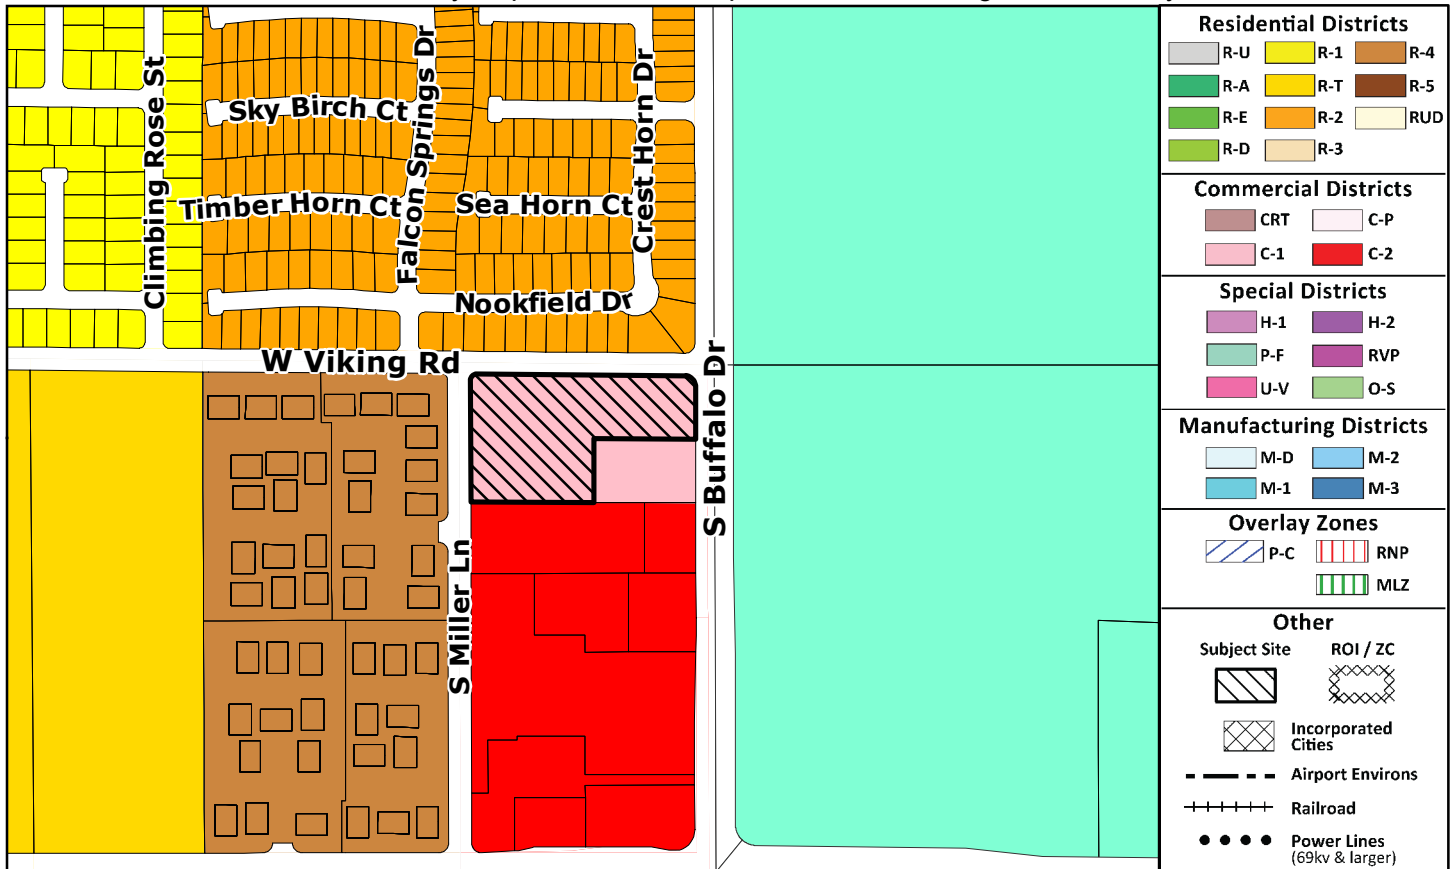 Sky Birch Ct
Timber Horn Ct
Sea Horn Ct
Nookfield Dr
W Viking Rd
Climbing Rose St
Falcon Springs Dr
Crest Horn Dr
S Buffalo Dr
S Miller Ln
Residential Districts
R-U R-1 R-4
R-A R-T R-5
R-E R-2 RUD
R-D R-3
Commercial Districts
CRT C-P
C-1 C-2
Special Districts
H-1 H-2
P-F RVP
U-V O-S
Manufacturing Districts
M-D M-2
M-1 M-3
Overlay Zones
P-C RNP
MLZ
Other
Subject Site ROI / ZC
Incorporated
Cities
Airport Environs
Railroad
Power Lines
(69kv & larger)